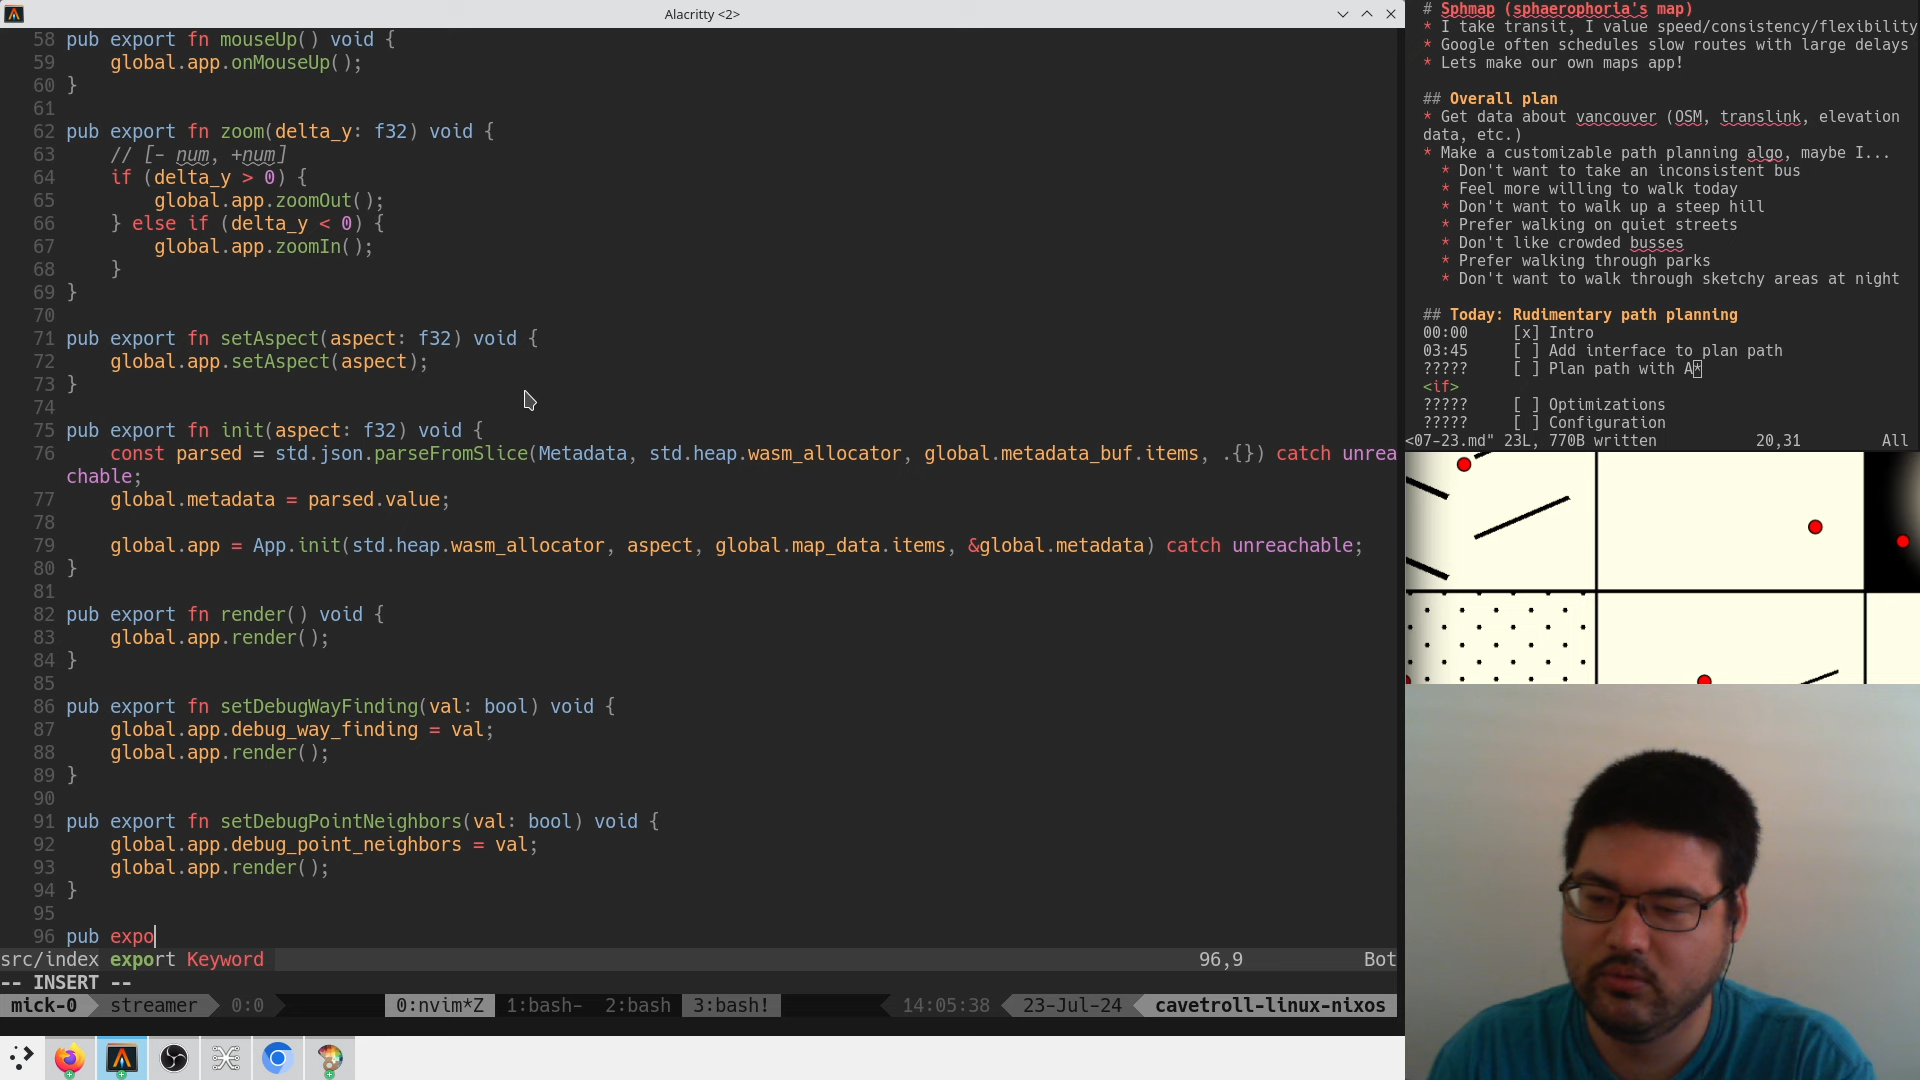 Alacritty <2>
58 pub export fn mouseUp() void {
59     global.app.onMouseUp();
60 }
61
62 pub export fn zoom(delta_y: f32) void {
63     // [- num, +num]
64     if (delta_y > 0) {
65         global.app.zoomOut();
66     } else if (delta_y < 0) {
67         global.app.zoomIn();
68     }
69 }
70
71 pub export fn setAspect(aspect: f32) void {
72     global.app.setAspect(aspect);
73 }
74
75 pub export fn init(aspect: f32) void {
76     const parsed = std.json.parseFromSlice(Metadata, std.heap.wasm_allocator, global.metadata_buf.items, .{}) catch unrea
chable;
77     global.metadata = parsed.value;
78
79     global.app = App.init(std.heap.wasm_allocator, aspect, global.map_data.items, &global.metadata) catch unreachable;
80 }
81
82 pub export fn render() void {
83     global.app.render();
84 }
85
86 pub export fn setDebugWayFinding(val: bool) void {
87     global.app.debug_way_finding = val;
88     global.app.render();
89 }
90
91 pub export fn setDebugPointNeighbors(val: bool) void {
92     global.app.debug_point_neighbors = val;
93     global.app.render();
94 }
95
96 pub expo
src/index export Keyword 96,9 Bot
-- INSERT --
mick-0 streamer 0:0 0:nvim*Z 1:bash- 2:bash 3:bash! 14:05:38 23-Jul-24 cavetroll-linux-nixos
# Sphmap (sphaerophoria's map)
* I take transit, I value speed/consistency/flexibility
* Google often schedules slow routes with large delays
* Lets make our own maps app!
## Overall plan
* Get data about vancouver (OSM, translink, elevation
data, etc.)
* Make a customizable path planning algo, maybe I...
  * Don't want to take an inconsistent bus
  * Feel more willing to walk today
  * Don't want to walk up a steep hill
  * Prefer walking on quiet streets
  * Don't like crowded busses
  * Prefer walking through parks
  * Don't want to walk through sketchy areas at night
## Today: Rudimentary path planning
00:00 [x] Intro
03:45 [ ] Add interface to plan path
????? [ ] Plan path with A*
<if>
????? [ ] Optimizations
????? [ ] Configuration
<07-23.md" 23L, 770B written 20,31 All